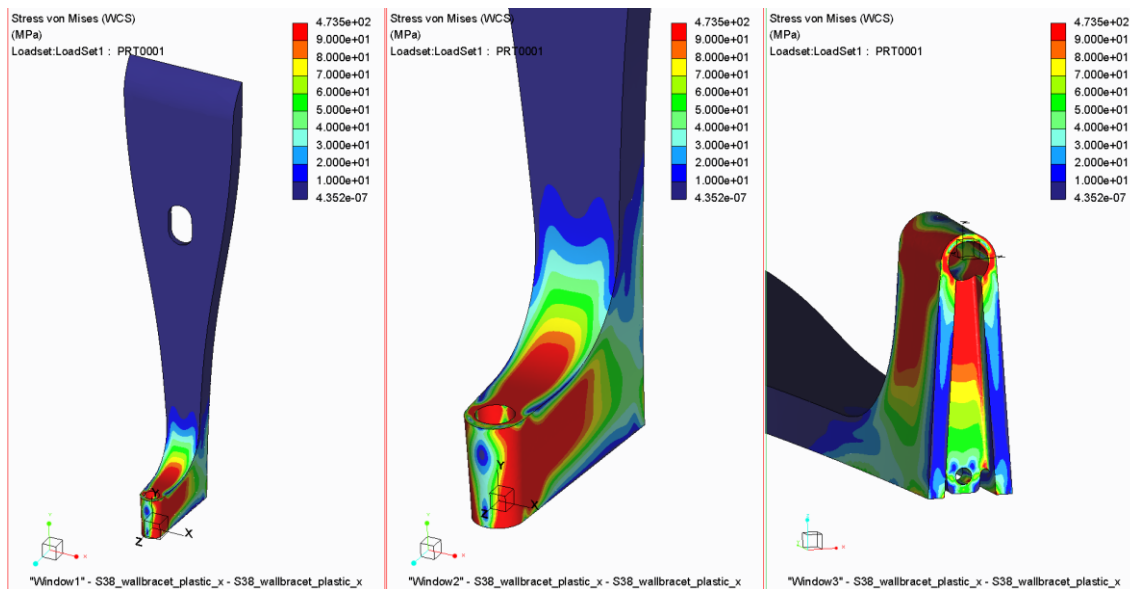 Stress von Mises (WCS)
(MPa)
Loadset:LoadSet1 : PRT0001
4.735e+02
9.000e+01
8.000e+01
7.000e+01
6.000e+01
5.000e+01
4.000e+01
3.000e+01
2.000e+01
1.000e+01
4.352e-07
Y
X
Z
"Window1" - S38_wallbracet_plastic_x - S38_wallbracet_plastic_x
Stress von Mises (WCS)
(MPa)
Loadset:LoadSet1 : PRT0001
4.735e+02
9.000e+01
8.000e+01
7.000e+01
6.000e+01
5.000e+01
4.000e+01
3.000e+01
2.000e+01
1.000e+01
4.352e-07
Y
X
Z
"Window2" - S38_wallbracet_plastic_x - S38_wallbracet_plastic_x
Stress von Mises (WCS)
(MPa)
Loadset:LoadSet1 : PRT0001
4.735e+02
9.000e+01
8.000e+01
7.000e+01
6.000e+01
5.000e+01
4.000e+01
3.000e+01
2.000e+01
1.000e+01
4.352e-07
"Window3" - S38_wallbracet_plastic_x - S38_wallbracet_plastic_x